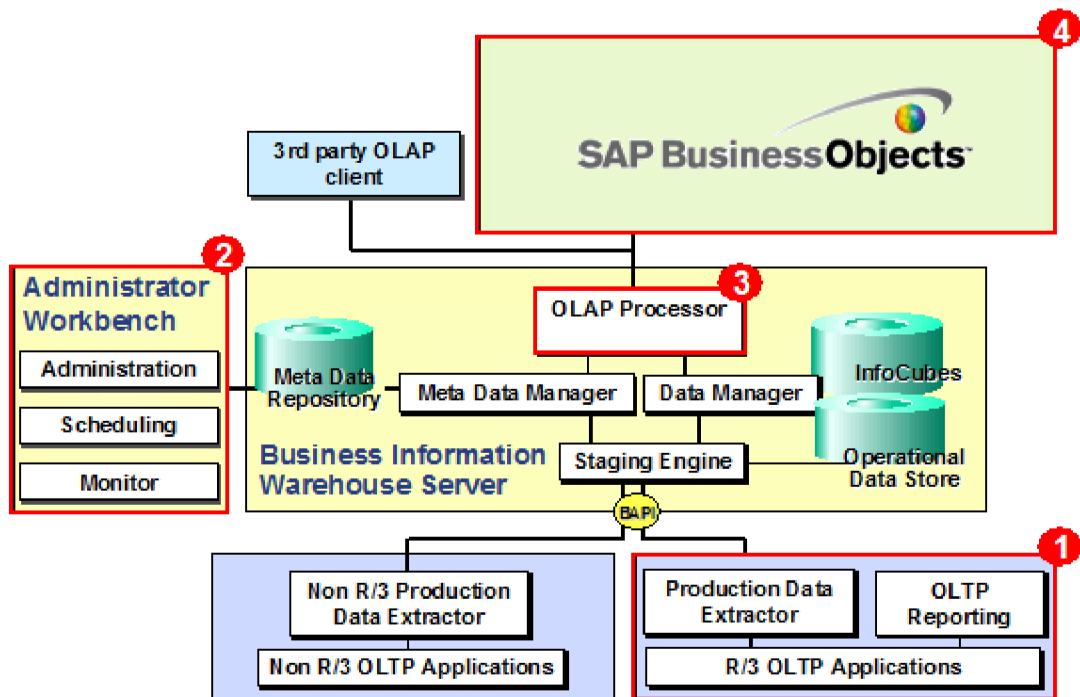 4
SAP BusinessObjects™
3rd party OLAP
client
2
Administrator
Workbench
Administration
Scheduling
Monitor
3
OLAP Processor
Meta Data
Repository
Meta Data Manager
Data Manager
InfoCubes
Business Information
Warehouse Server
Staging Engine
Operational
Data Store
BAPI
1
Non R/3 Production
Data Extractor
Non R/3 OLTP Applications
Production Data
Extractor
OLTP
Reporting
R/3 OLTP Applications